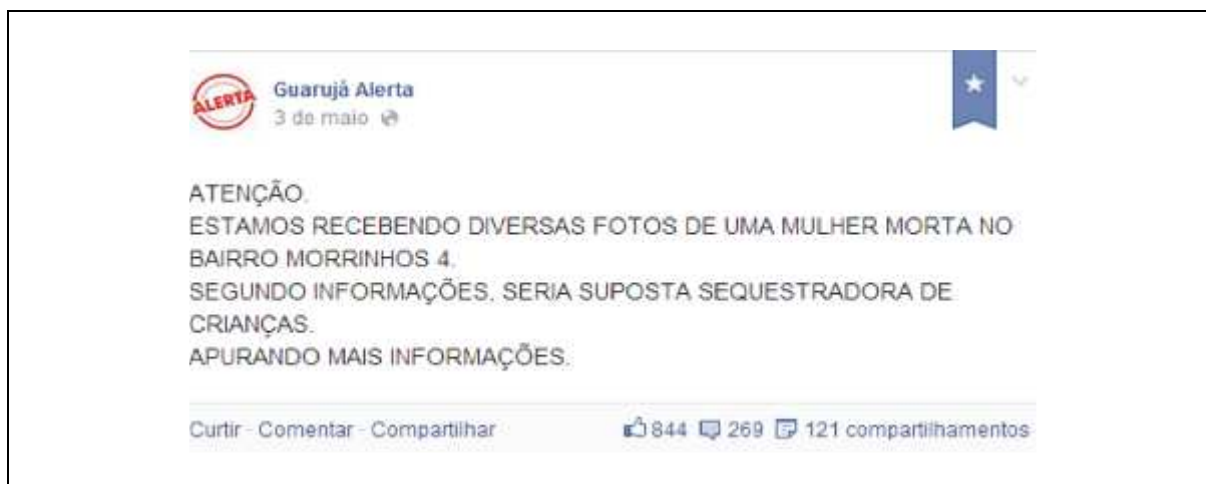 ALERTA
Guarujá Alerta
3 de maio
ATENÇÃO.
ESTAMOS RECEBENDO DIVERSAS FOTOS DE UMA MULHER MORTA NO
BAIRRO MORRINHOS 4.
SEGUNDO INFORMAÇÕES, SERIA SUPOSTA SEQUESTRADORA DE
CRIANÇAS.
APURANDO MAIS INFORMAÇÕES.
Curtir · Comentar · Compartilhar 844 269 121 compartilhamentos